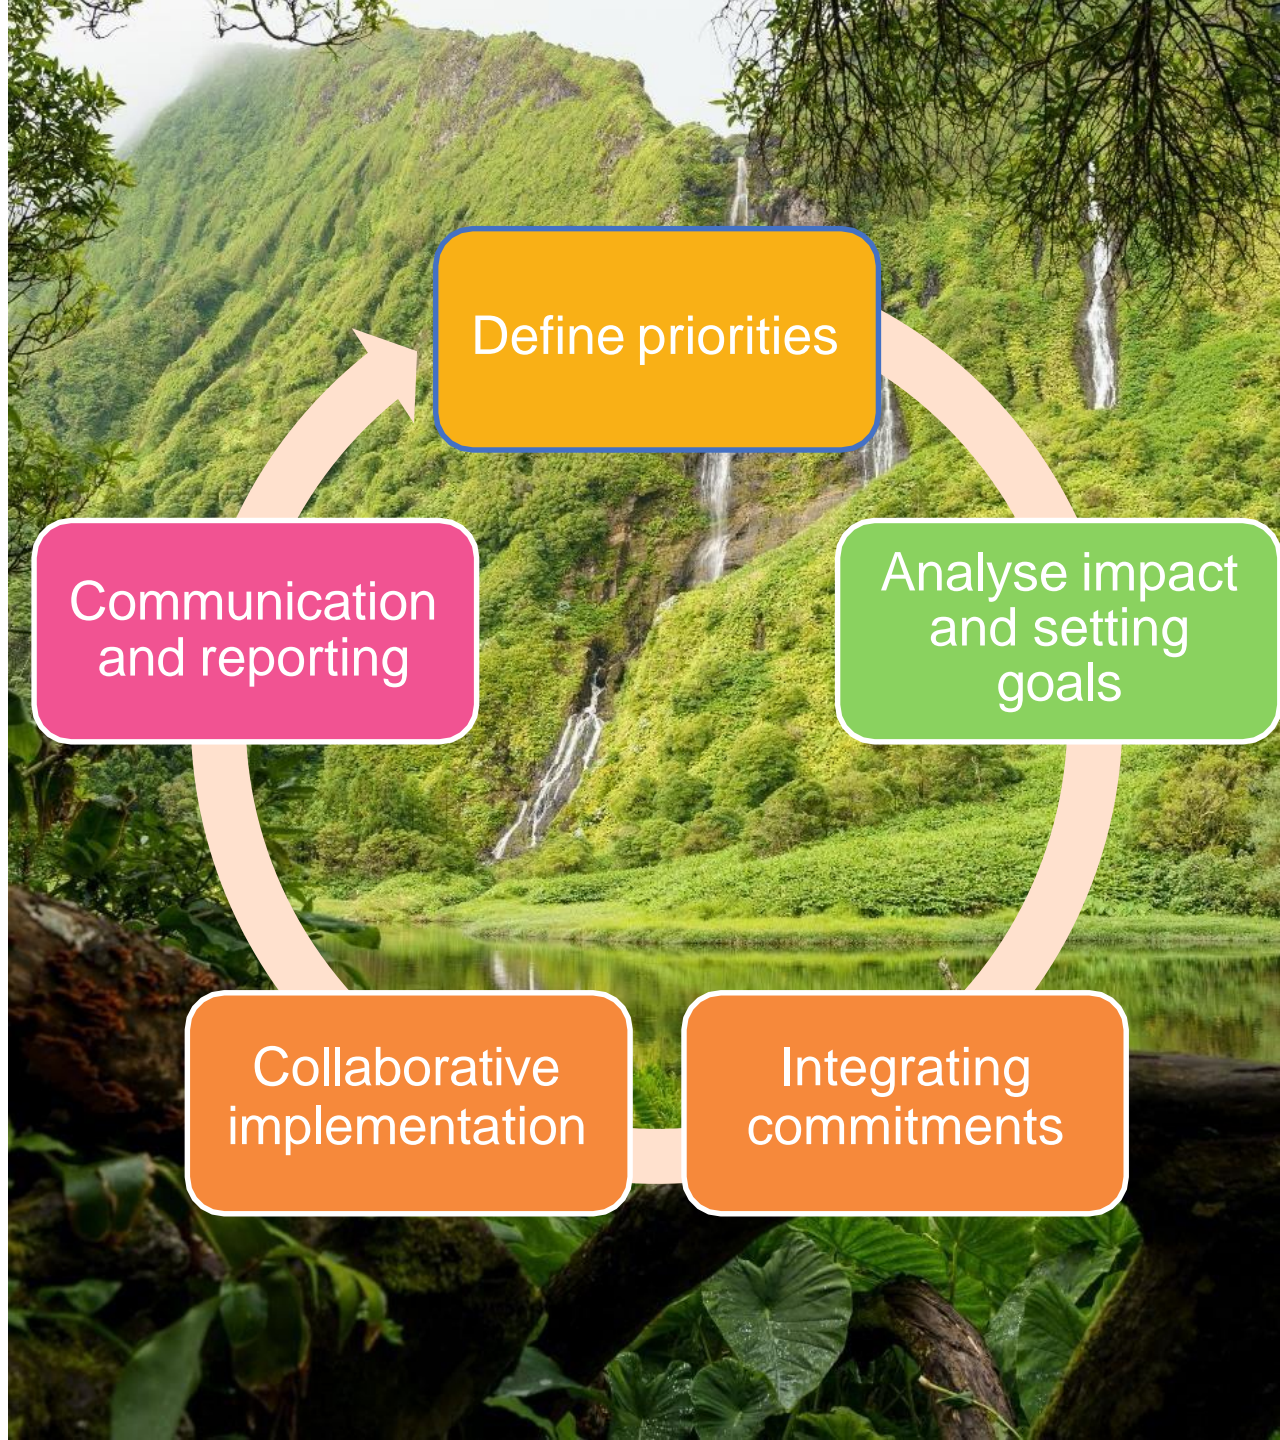 Define priorities
Analyse impact
and setting
goals
Integrating
commitments
Collaborative
implementation
Communication
and reporting